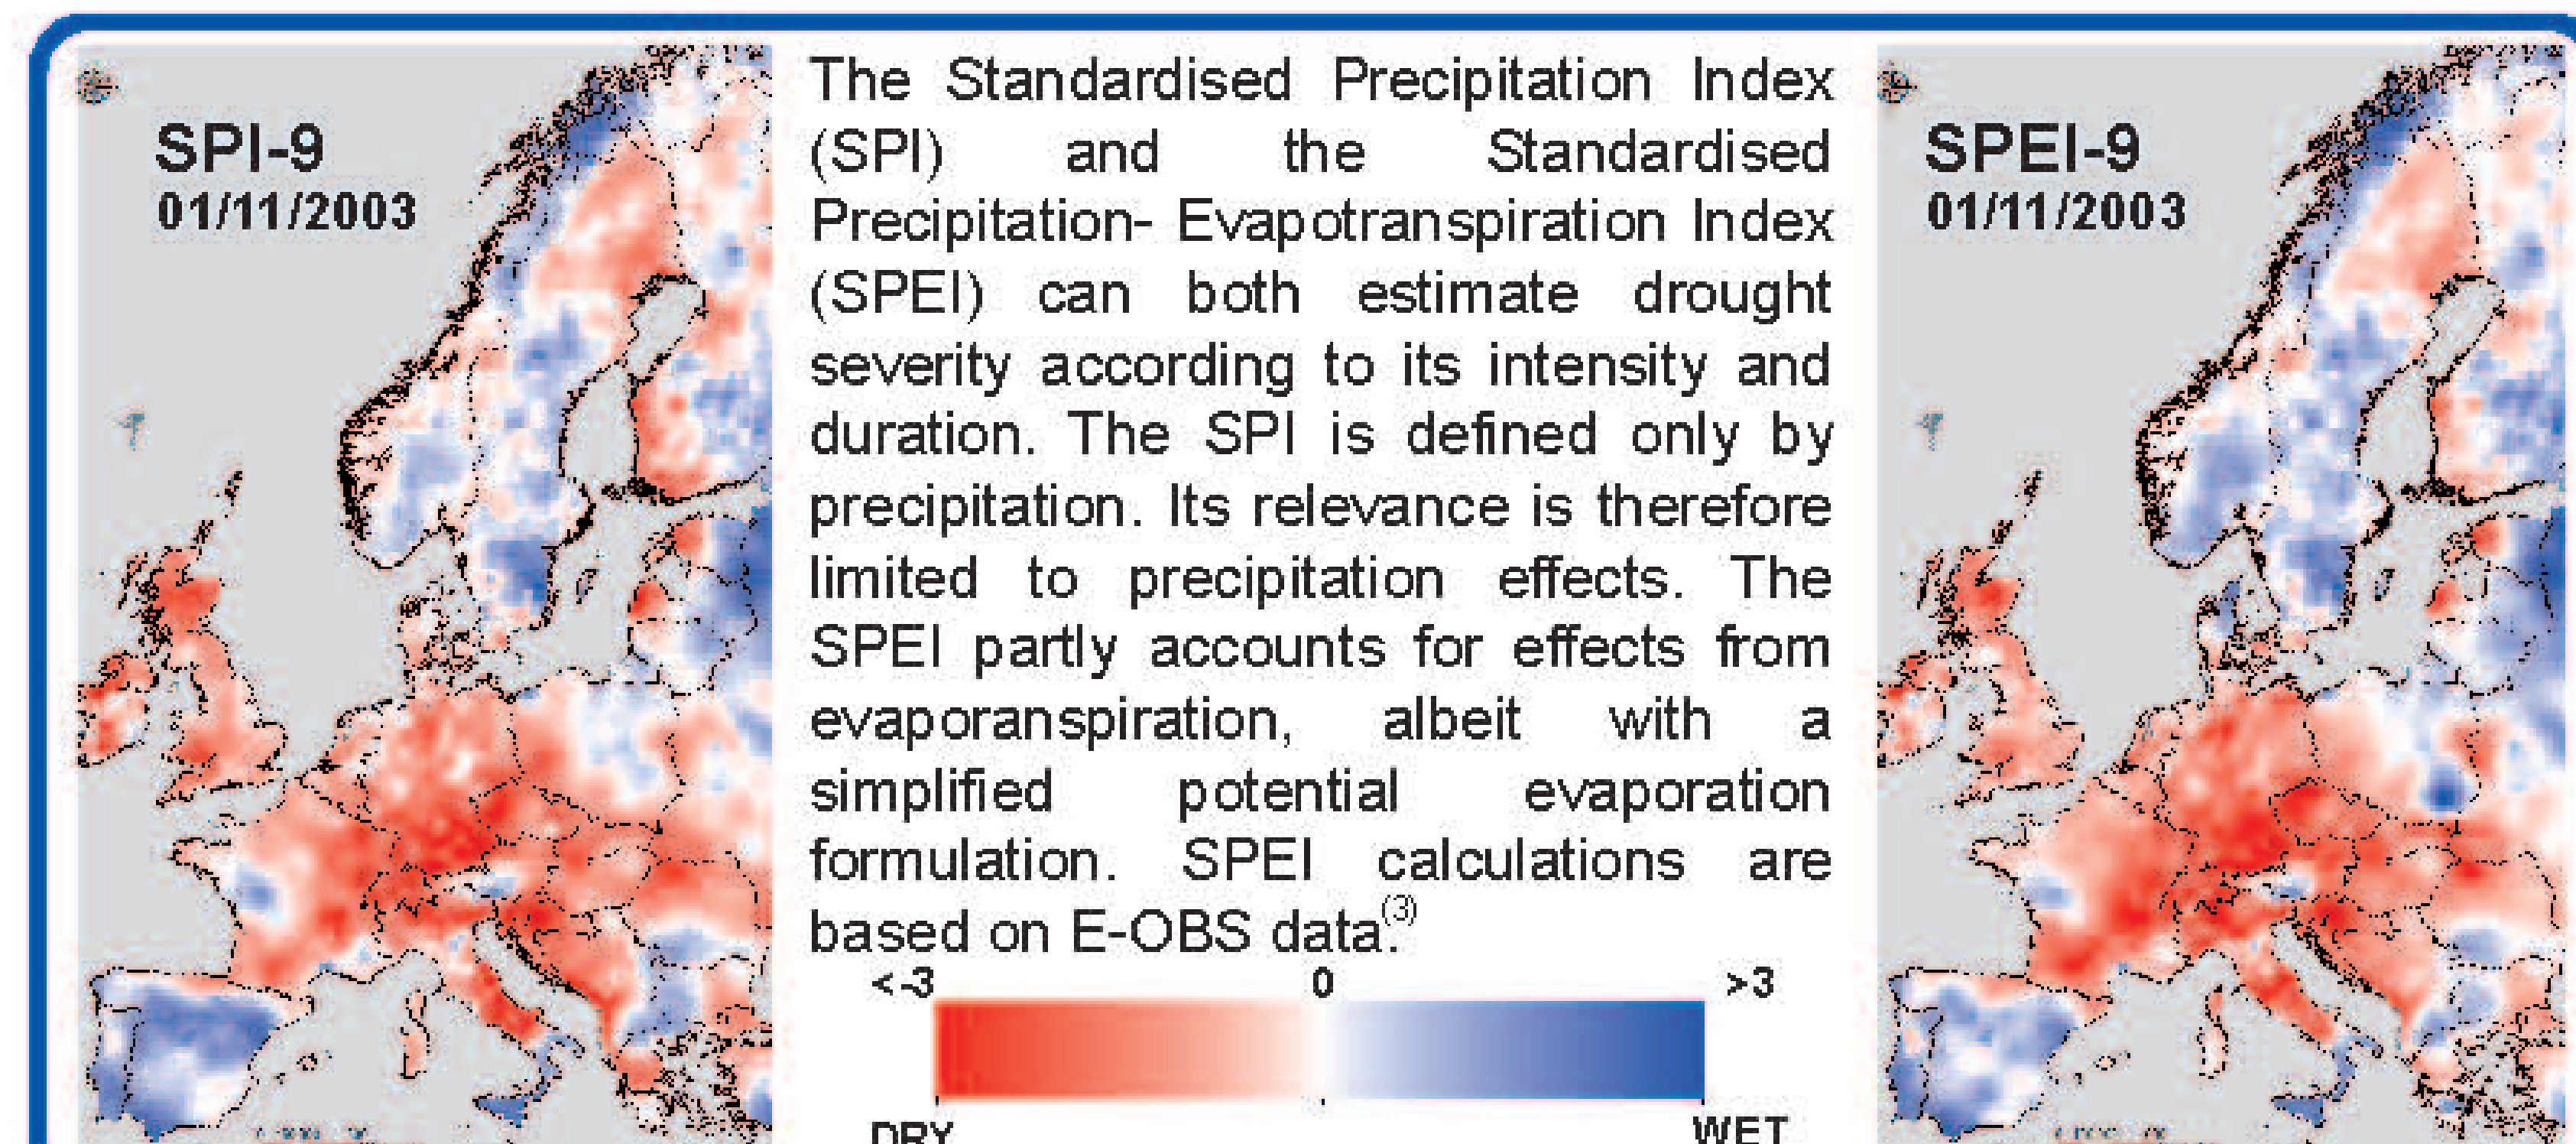 SPI-9
01/11/2003
The Standardised Precipitation Index
(SPI) and the Standardised
Precipitation- Evapotranspiration Index
(SPEI) can both estimate drought
severity according to its intensity and
duration. The SPI is defined only by
precipitation. Its relevance is therefore
limited to precipitation effects. The
SPEI partly accounts for effects from
evaporanspiration, albeit with a
simplified potential evaporation
formulation. SPEI calculations are
based on E-OBS data.(3)
<-3 0 >3
DRY WET
SPEI-9
01/11/2003